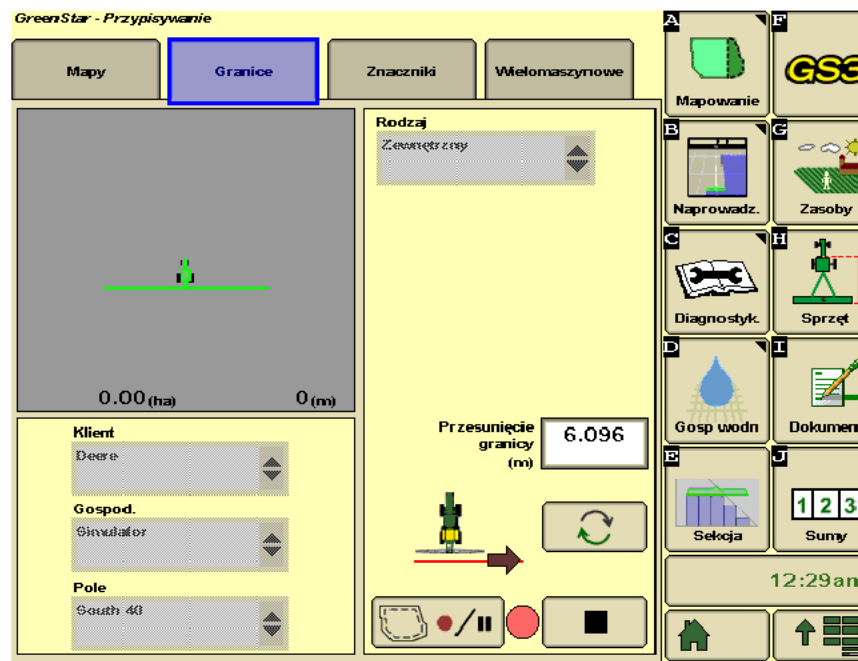 GreenStar - Przypisywanie
Mapy
Granice
Znaczniki
Wielomaszynowe
Rodzaj
Zewnętrzny
0.00 (ha)
0 (m)
Klient
Deere
Gospod.
Simulator
Pole
South 40
Przesunięcie
granicy
(m)
6.096
A
Mapowanie
F
GS3
B
Naprowadz.
G
Zasoby
C
Diagnostyk.
H
Sprzęt
D
Gosp wodn
I
Dokumen
E
Sekcja
J
1 2 3
Sumy
12:29am